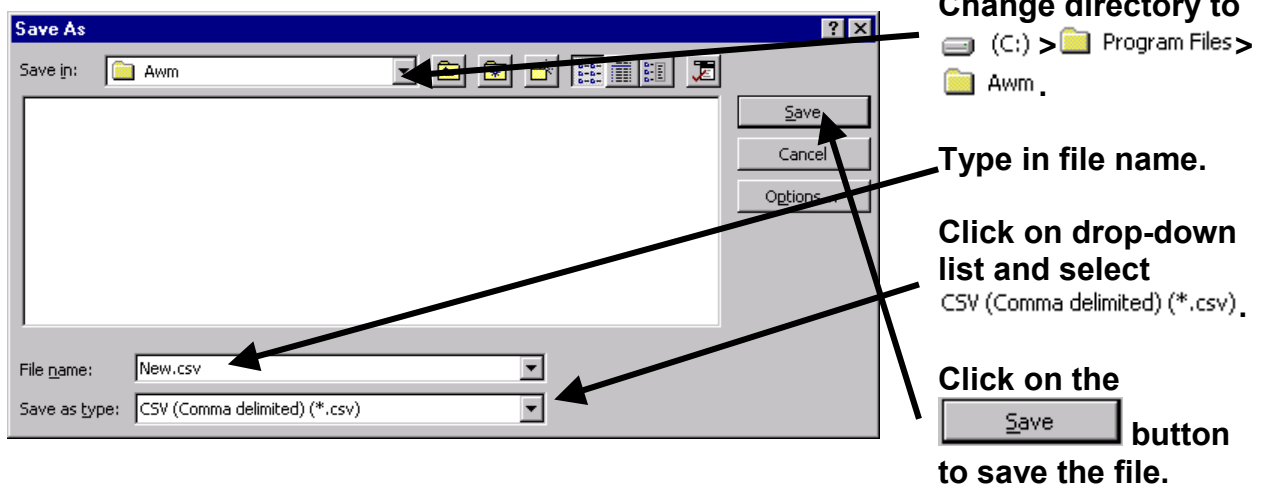 Save As
Save in: Awm
Save
Cancel
Options...
File name: New.csv
Save as type: CSV (Comma delimited) (*.csv)
Change directory to
(C:) > Program Files >
Awm .
Type in file name.
Click on drop-down
list and select
CSV (Comma delimited) (*.csv) .
Click on the
Save button
to save the file.